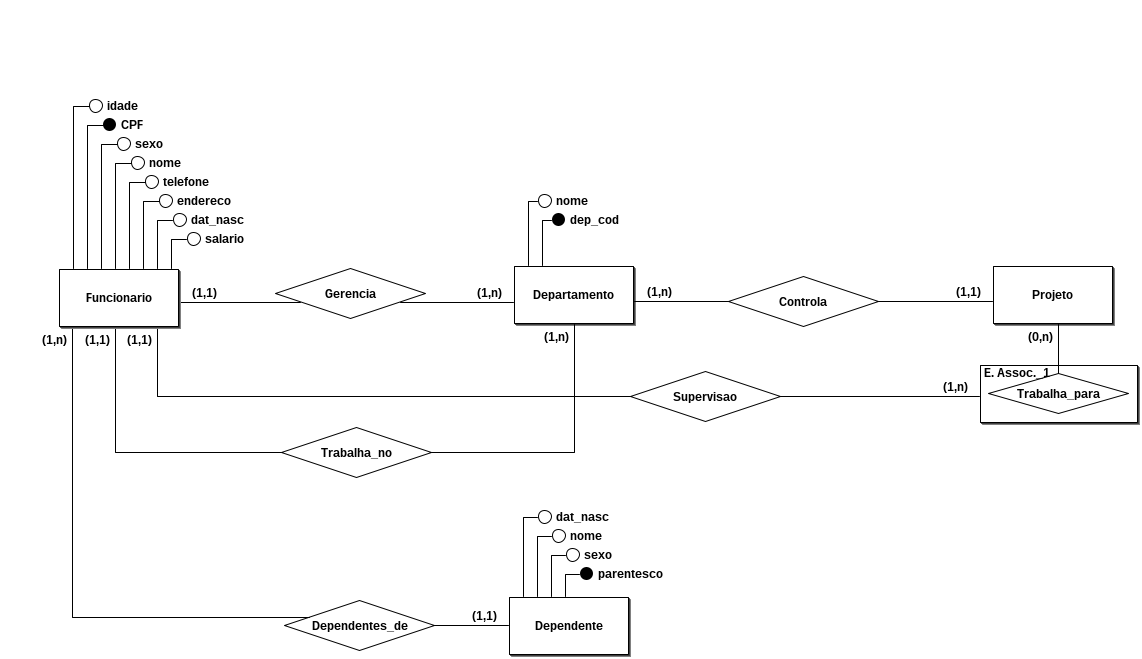 idade
CPF
sexo
nome
telefone
endereco
dat_nasc
salario
nome
dep_cod
Funcionario
(1,1)
Gerencia
(1,n)
Departamento
(1,n)
Controla
(1,1)
Projeto
(1,n)
(1,1)
(1,1)
(1,n)
(0,n)
E. Assoc._1
Trabalha_para
Supervisao
(1,n)
Trabalha_no
dat_nasc
nome
sexo
parentesco
Dependentes_de
(1,1)
Dependente